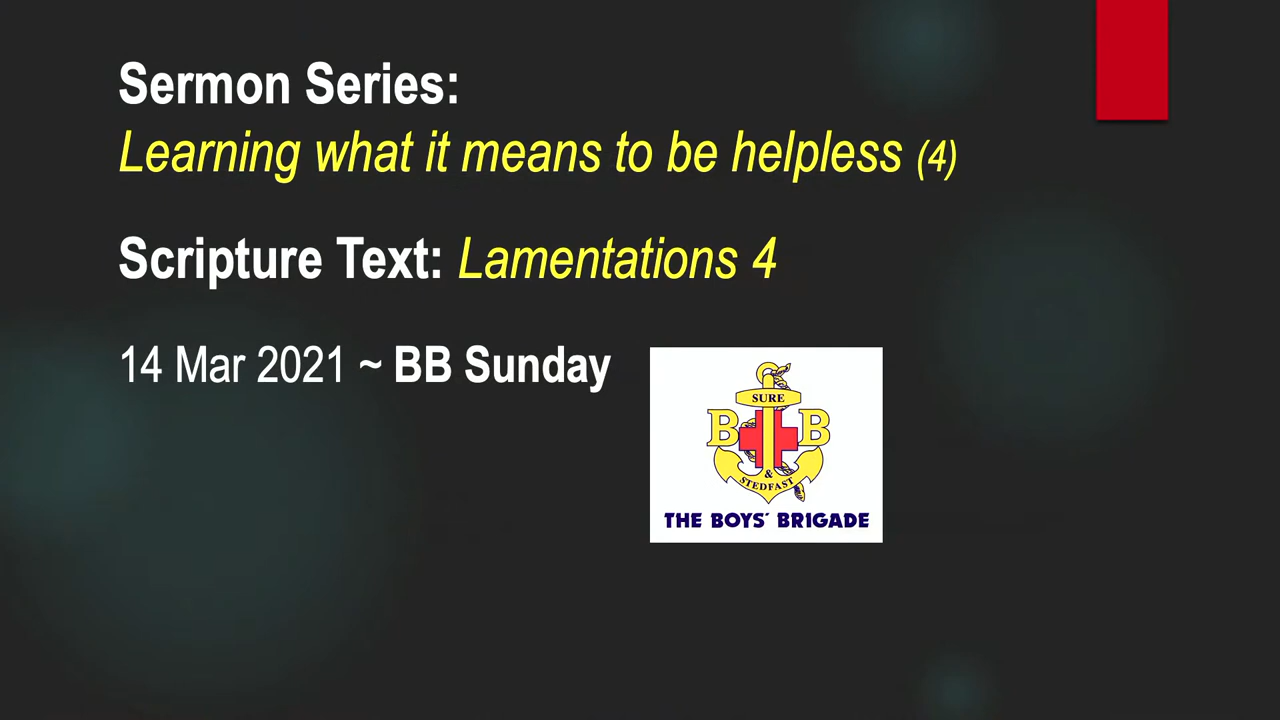 Sermon Series:
Learning what it means to be helpless (4)
Scripture Text: Lamentations 4
14 Mar 2021 ~ BB Sunday
SURE
B B
&
STEDFAST
THE BOYS' BRIGADE